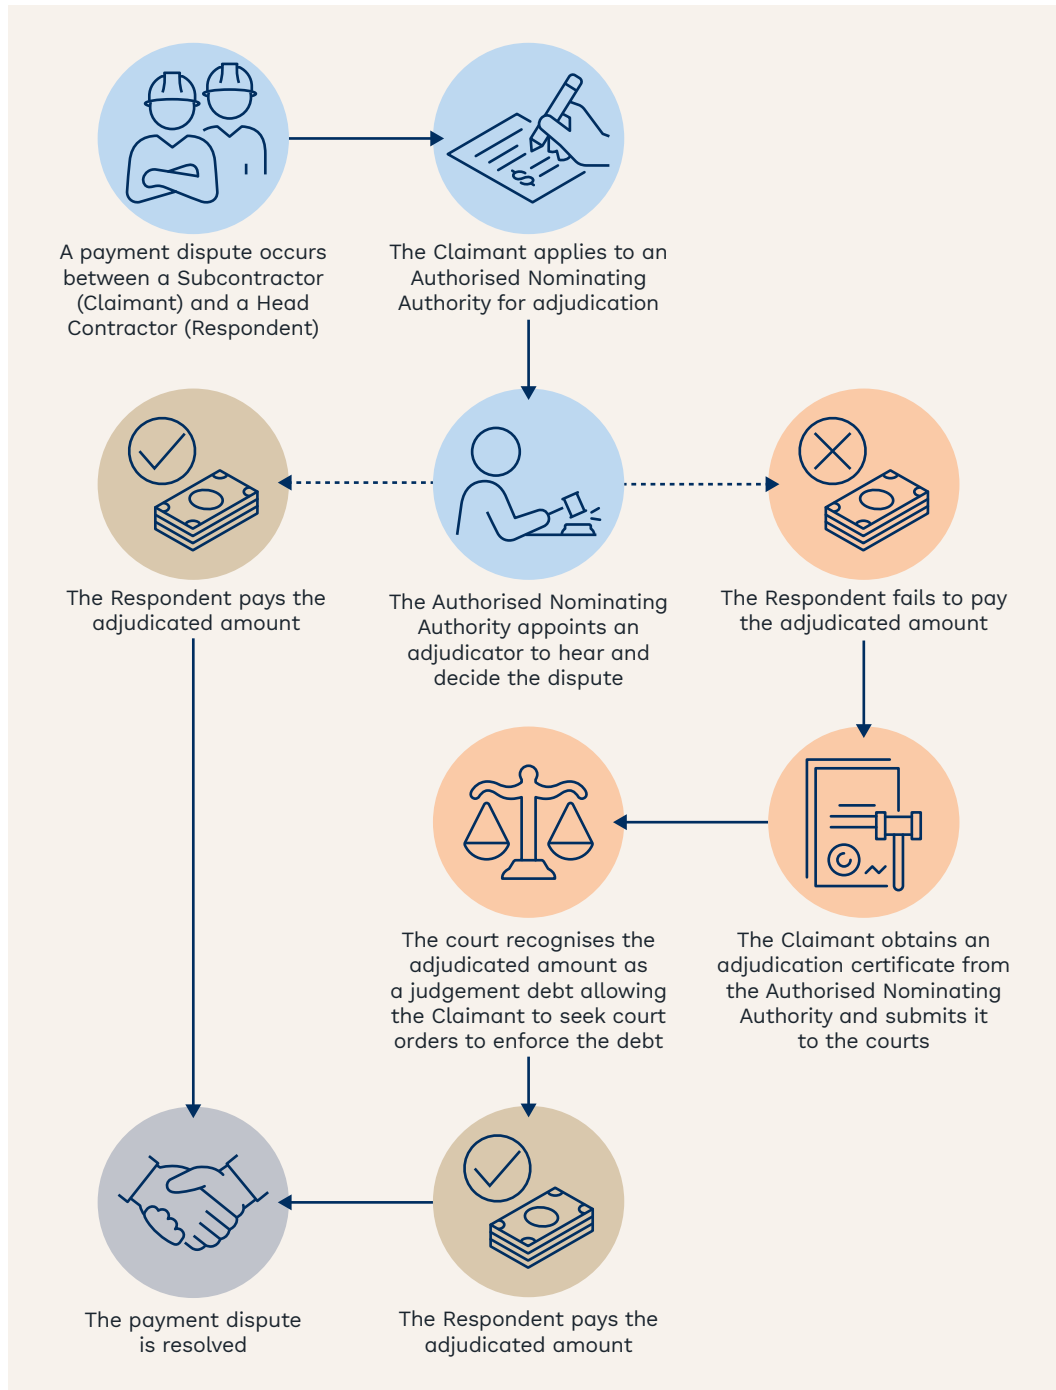 A payment dispute occurs
between a Subcontractor
(Claimant) and a Head
Contractor (Respondent)
The Claimant applies to an
Authorised Nominating
Authority for adjudication
The Respondent pays the
adjudicated amount
The Authorised Nominating
Authority appoints an
adjudicator to hear and
decide the dispute
The Respondent fails to pay
the adjudicated amount
The court recognises the
adjudicated amount as
a judgement debt allowing
the Claimant to seek court
orders to enforce the debt
The Claimant obtains an
adjudication certificate from
the Authorised Nominating
Authority and submits it
to the courts
The payment dispute
is resolved
The Respondent pays the
adjudicated amount